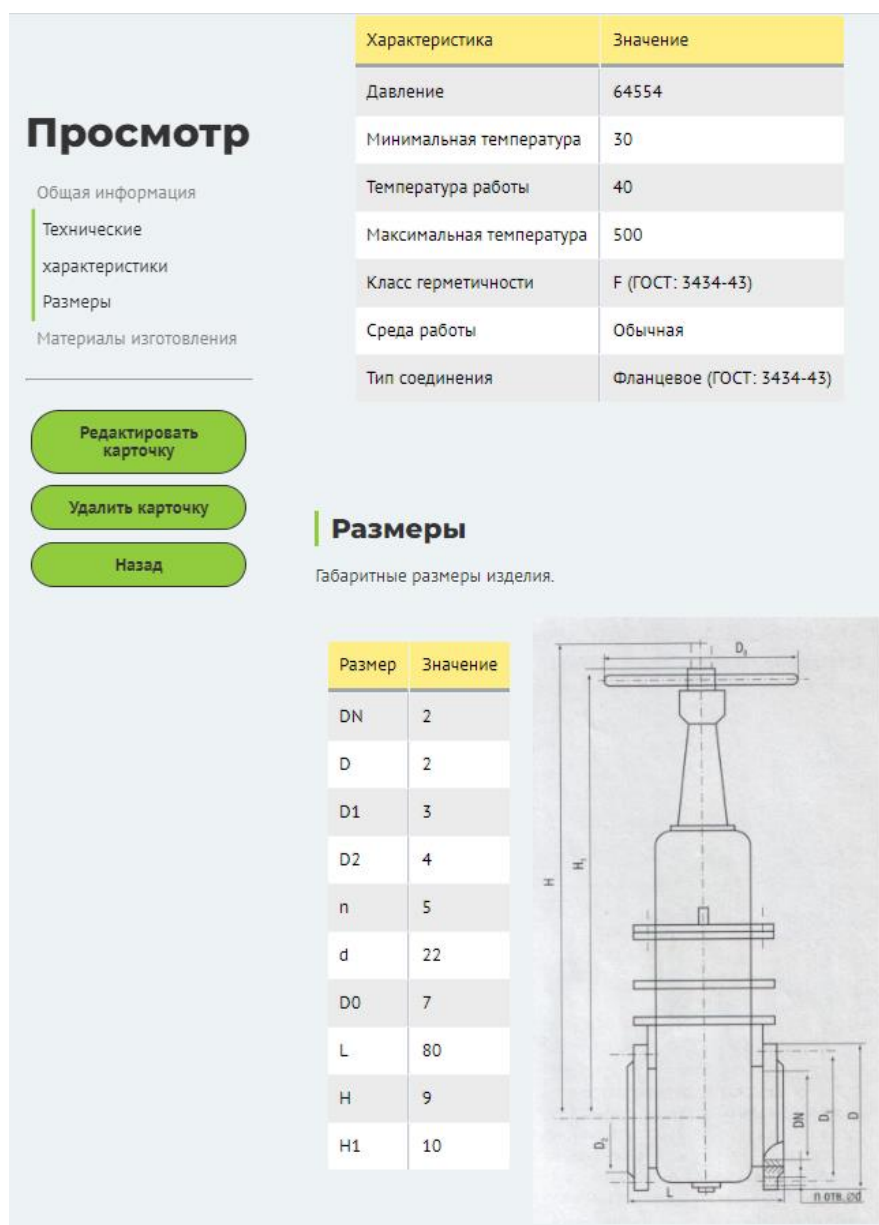 Просмотр
Общая информация
Технические
характеристики
Размеры
Материалы изготовления
Редактировать
карточку
Удалить карточку
Назад
Характеристика Значение
Давление 64554
Минимальная температура 30
Температура работы 40
Максимальная температура 500
Класс герметичности F (ГОСТ: 3434-43)
Среда работы Обычная
Тип соединения Фланцевое (ГОСТ: 3434-43)
Размеры
Габаритные размеры изделия.
Размер Значение
DN 2
D 2
D1 3
D2 4
n 5
d 22
D0 7
L 80
H 9
H1 10
H
H₁
DN
D₁
D
D₂
L
n отв. Ød